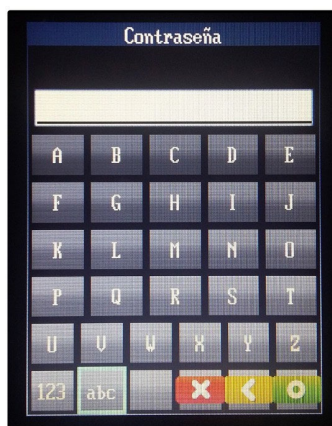 Contraseña
A B C D E
F G H I J
K L M N O
P Q R S T
U V W X Y Z
123 abc